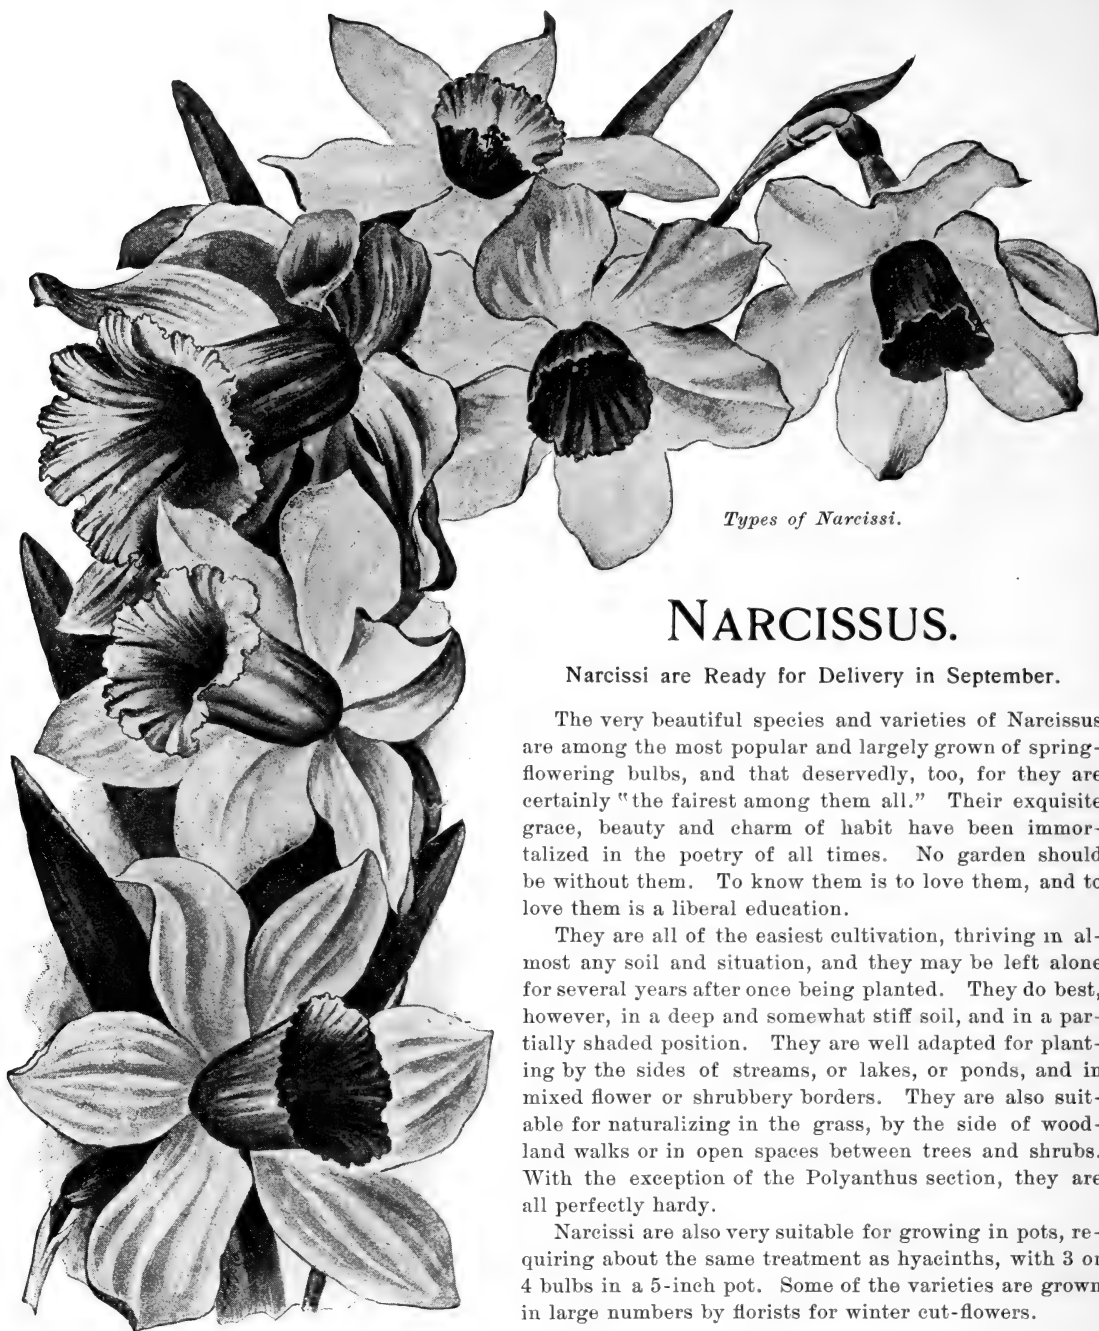 Types of Narcissi.
NARCISSUS.
Narcissi are Ready for Delivery in September.
The very beautiful species and varieties of Narcissus
are among the most popular and largely grown of spring-
flowering bulbs, and that deservedly, too, for they are
certainly "the fairest among them all." Their exquisite
grace, beauty and charm of habit have been immor-
talized in the poetry of all times. No garden should
be without them. To know them is to love them, and to
love them is a liberal education.
They are all of the easiest cultivation, thriving in al-
most any soil and situation, and they may be left alone
for several years after once being planted. They do best,
however, in a deep and somewhat stiff soil, and in a par-
tially shaded position. They are well adapted for plant-
ing by the sides of streams, or lakes, or ponds, and in
mixed flower or shrubbery borders. They are also suit-
able for naturalizing in the grass, by the side of wood-
land walks or in open spaces between trees and shrubs.
With the exception of the Polyanthus section, they are
all perfectly hardy.
Narcissi are also very suitable for growing in pots, re-
quiring about the same treatment as hyacinths, with 3 or
4 bulbs in a 5-inch pot. Some of the varieties are grown
in large numbers by florists for winter cut-flowers.